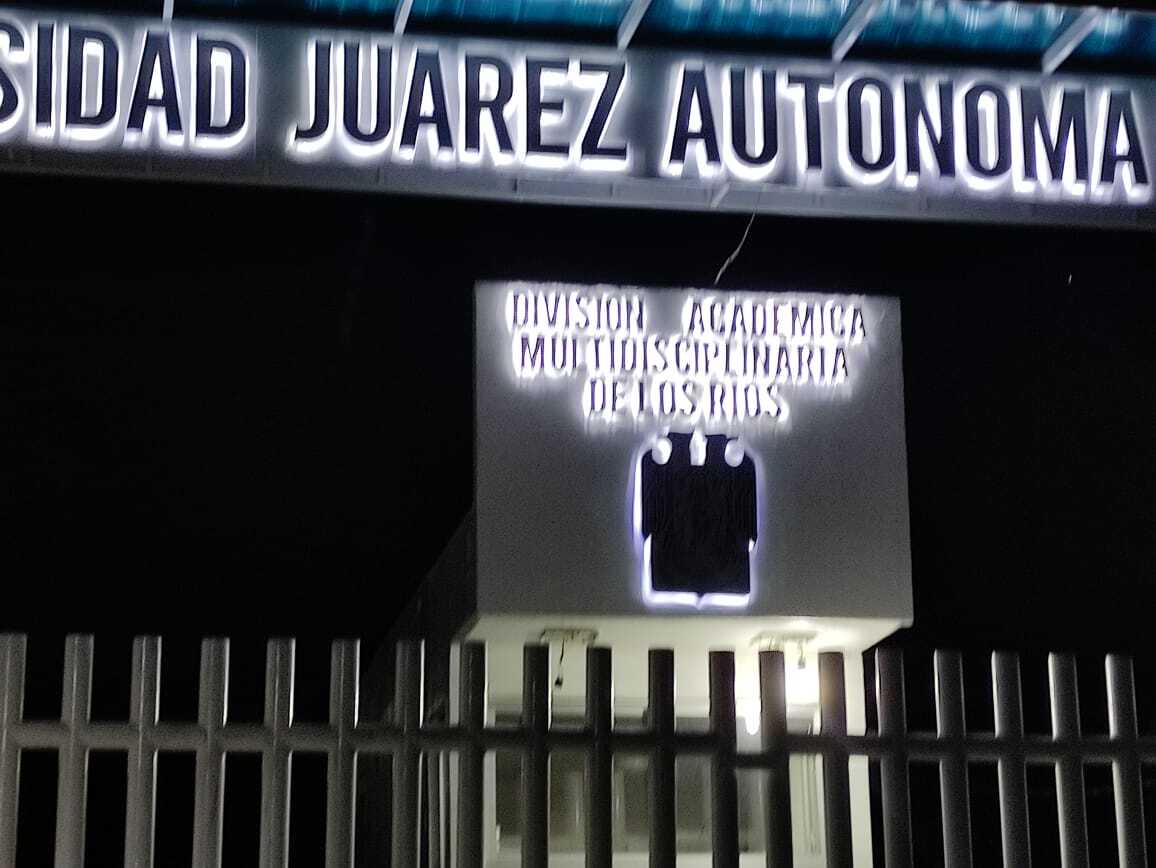 SIDAD JUAREZ AUTONOMA
DIVISION ACADEMICA
MULTIDISCIPLINARIA
DE LOS RIOS